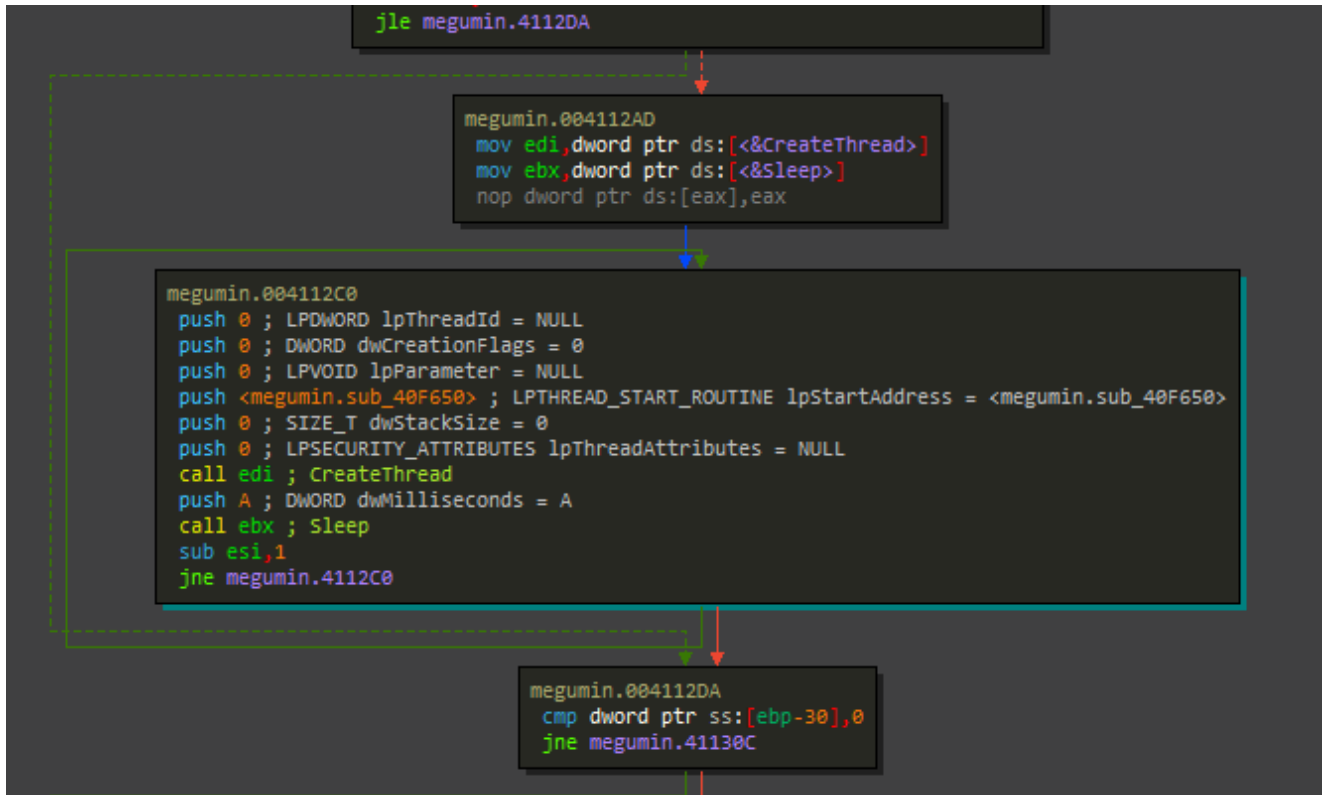 jle megumin.4112DA
megumin.004112AD
mov edi,dword ptr ds:[<&CreateThread>]
mov ebx,dword ptr ds:[<&Sleep>]
nop dword ptr ds:[eax],eax
megumin.004112C0
push 0 ; LPDWORD lpThreadId = NULL
push 0 ; DWORD dwCreationFlags = 0
push 0 ; LPVOID lpParameter = NULL
push <megumin.sub_40F650> ; LPTHREAD_START_ROUTINE lpStartAddress = <megumin.sub_40F650>
push 0 ; SIZE_T dwStackSize = 0
push 0 ; LPSECURITY_ATTRIBUTES lpThreadAttributes = NULL
call edi ; CreateThread
push A ; DWORD dwMilliseconds = A
call ebx ; Sleep
sub esi,1
jne megumin.4112C0
megumin.004112DA
cmp dword ptr ss:[ebp-30],0
jne megumin.41130C